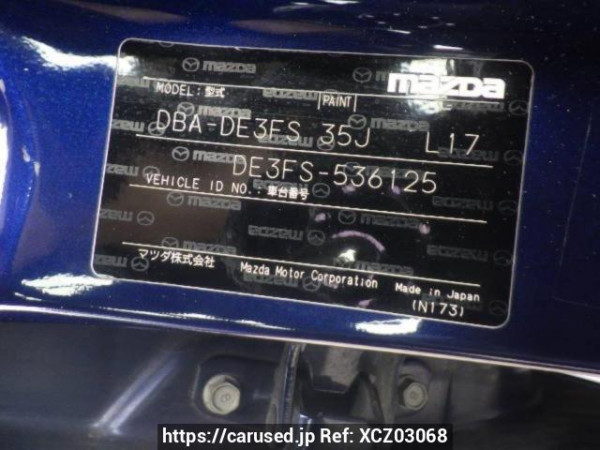 mazda
MODEL: 型式 PAINT
DBA-DE3FS 35J L17
DE3FS-536125
VEHICLE ID NO.: 車台番号
マツダ株式会社 Mazda Motor Corporation Made in Japan
(N173)
https://carused.jp Ref: XCZ03068